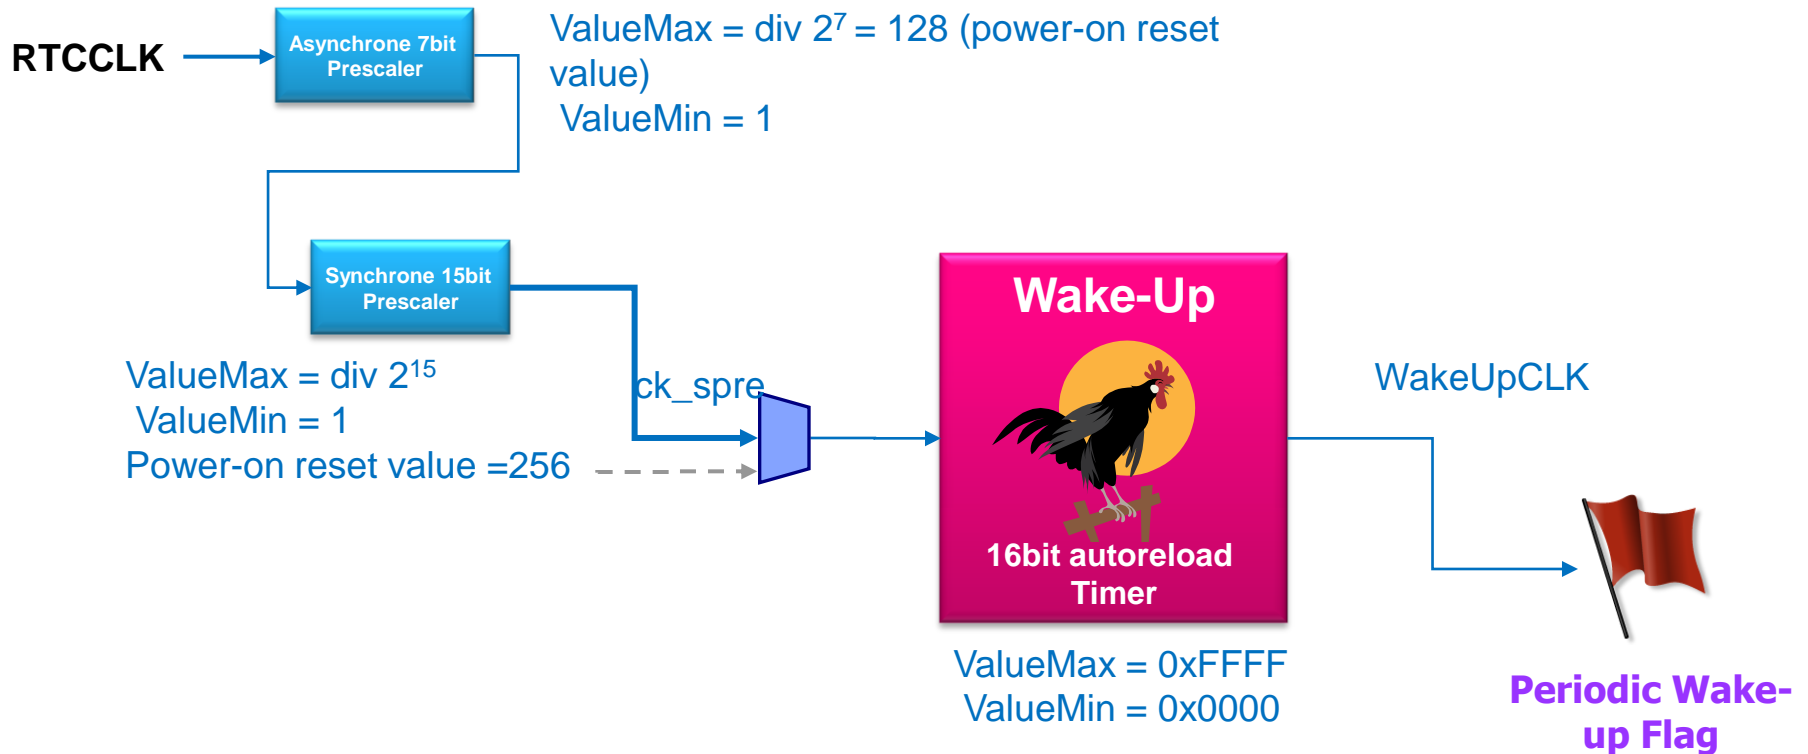 RTCCLK
Asynchrone 7bit
Prescaler
ValueMax = div 2⁷ = 128 (power-on reset
value)
ValueMin = 1
Synchrone 15bit
Prescaler
ValueMax = div 2¹⁵
ValueMin = 1
Power-on reset value =256
ck_spre
Wake-Up
16bit autoreload
Timer
ValueMax = 0xFFFF
ValueMin = 0x0000
WakeUpCLK
Periodic Wake-
up Flag